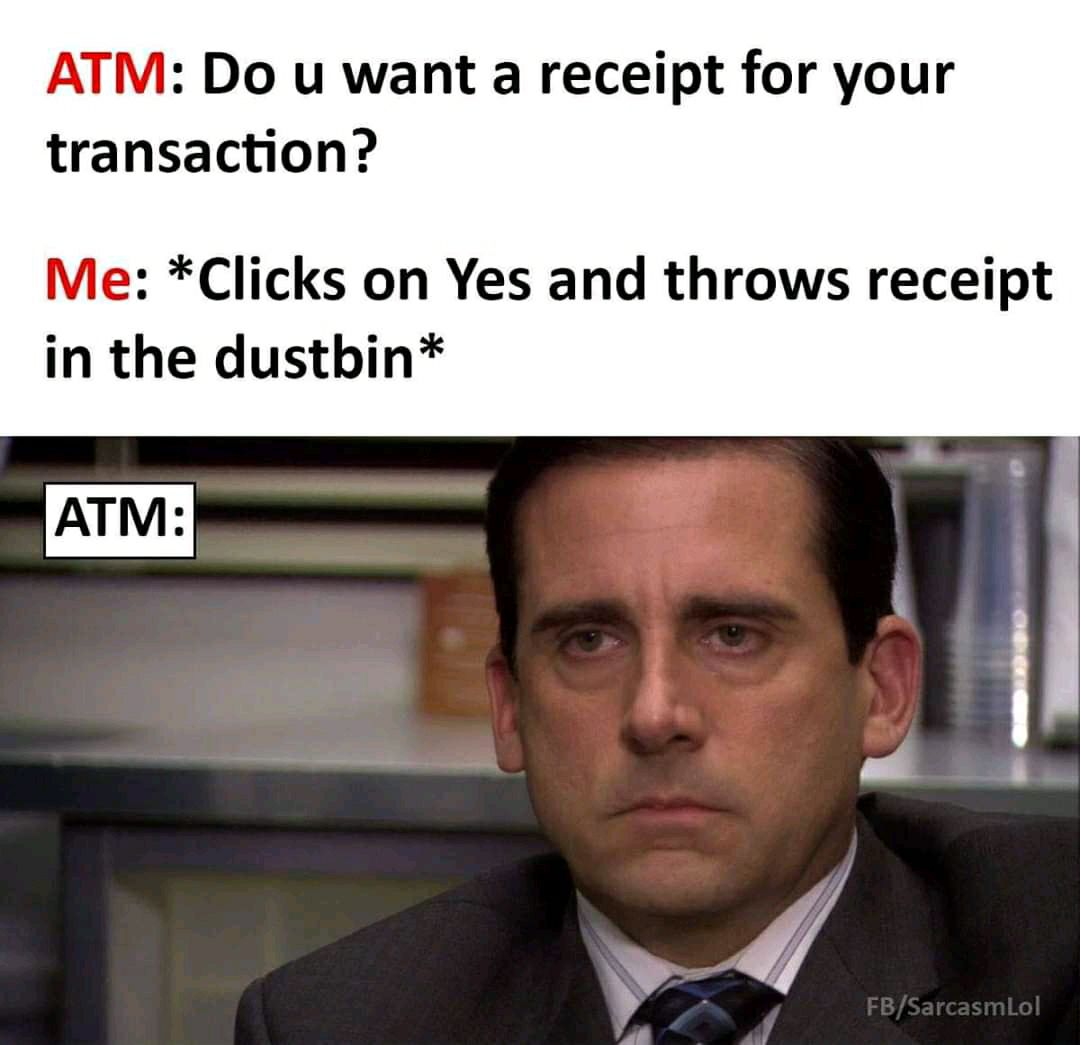 ATM: Do u want a receipt for your
transaction?
Me: *Clicks on Yes and throws receipt
in the dustbin*
ATM:
FB/SarcasmLol